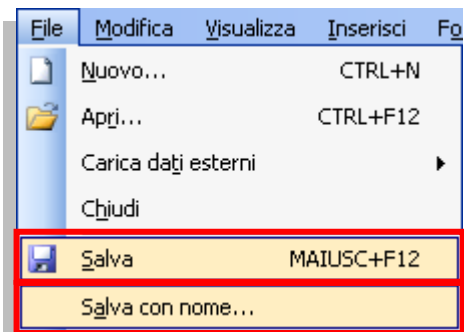 File Modifica Visualizza Inserisci Fo
Nuovo... CTRL+N
Apri... CTRL+F12
Carica dati esterni
Chiudi
Salva MAIUSC+F12
Salva con nome...